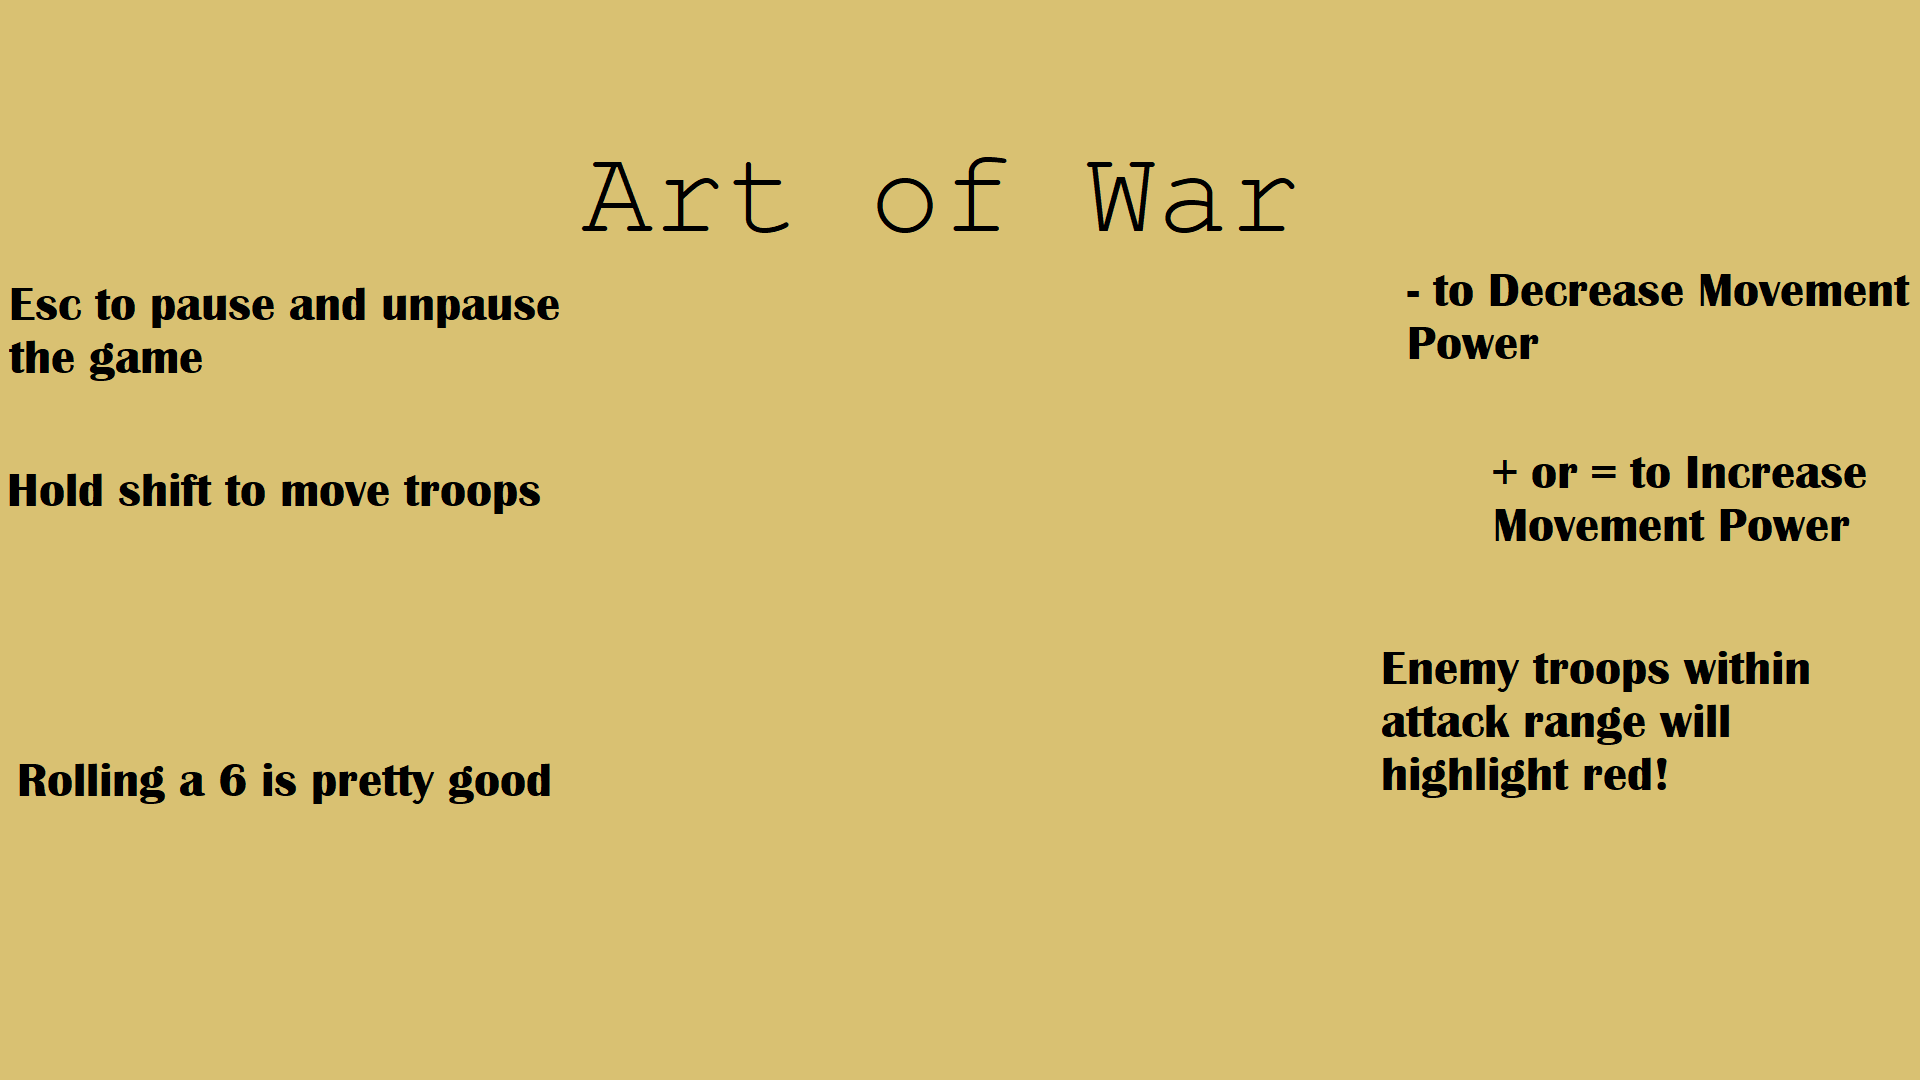 Art of War
Esc to pause and unpause
the game
Hold shift to move troops
Rolling a 6 is pretty good
- to Decrease Movement
Power
+ or = to Increase
Movement Power
Enemy troops within
attack range will
highlight red!